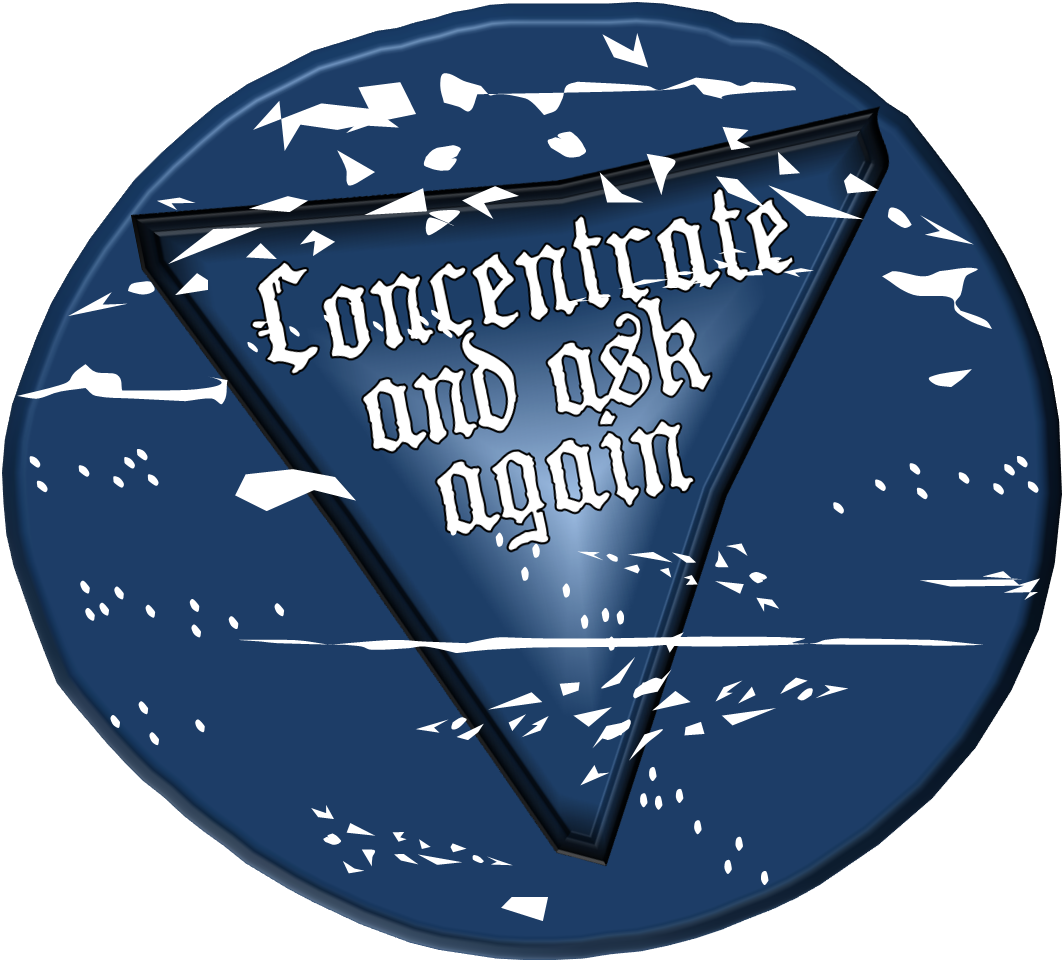 Concentrate
and ask
again